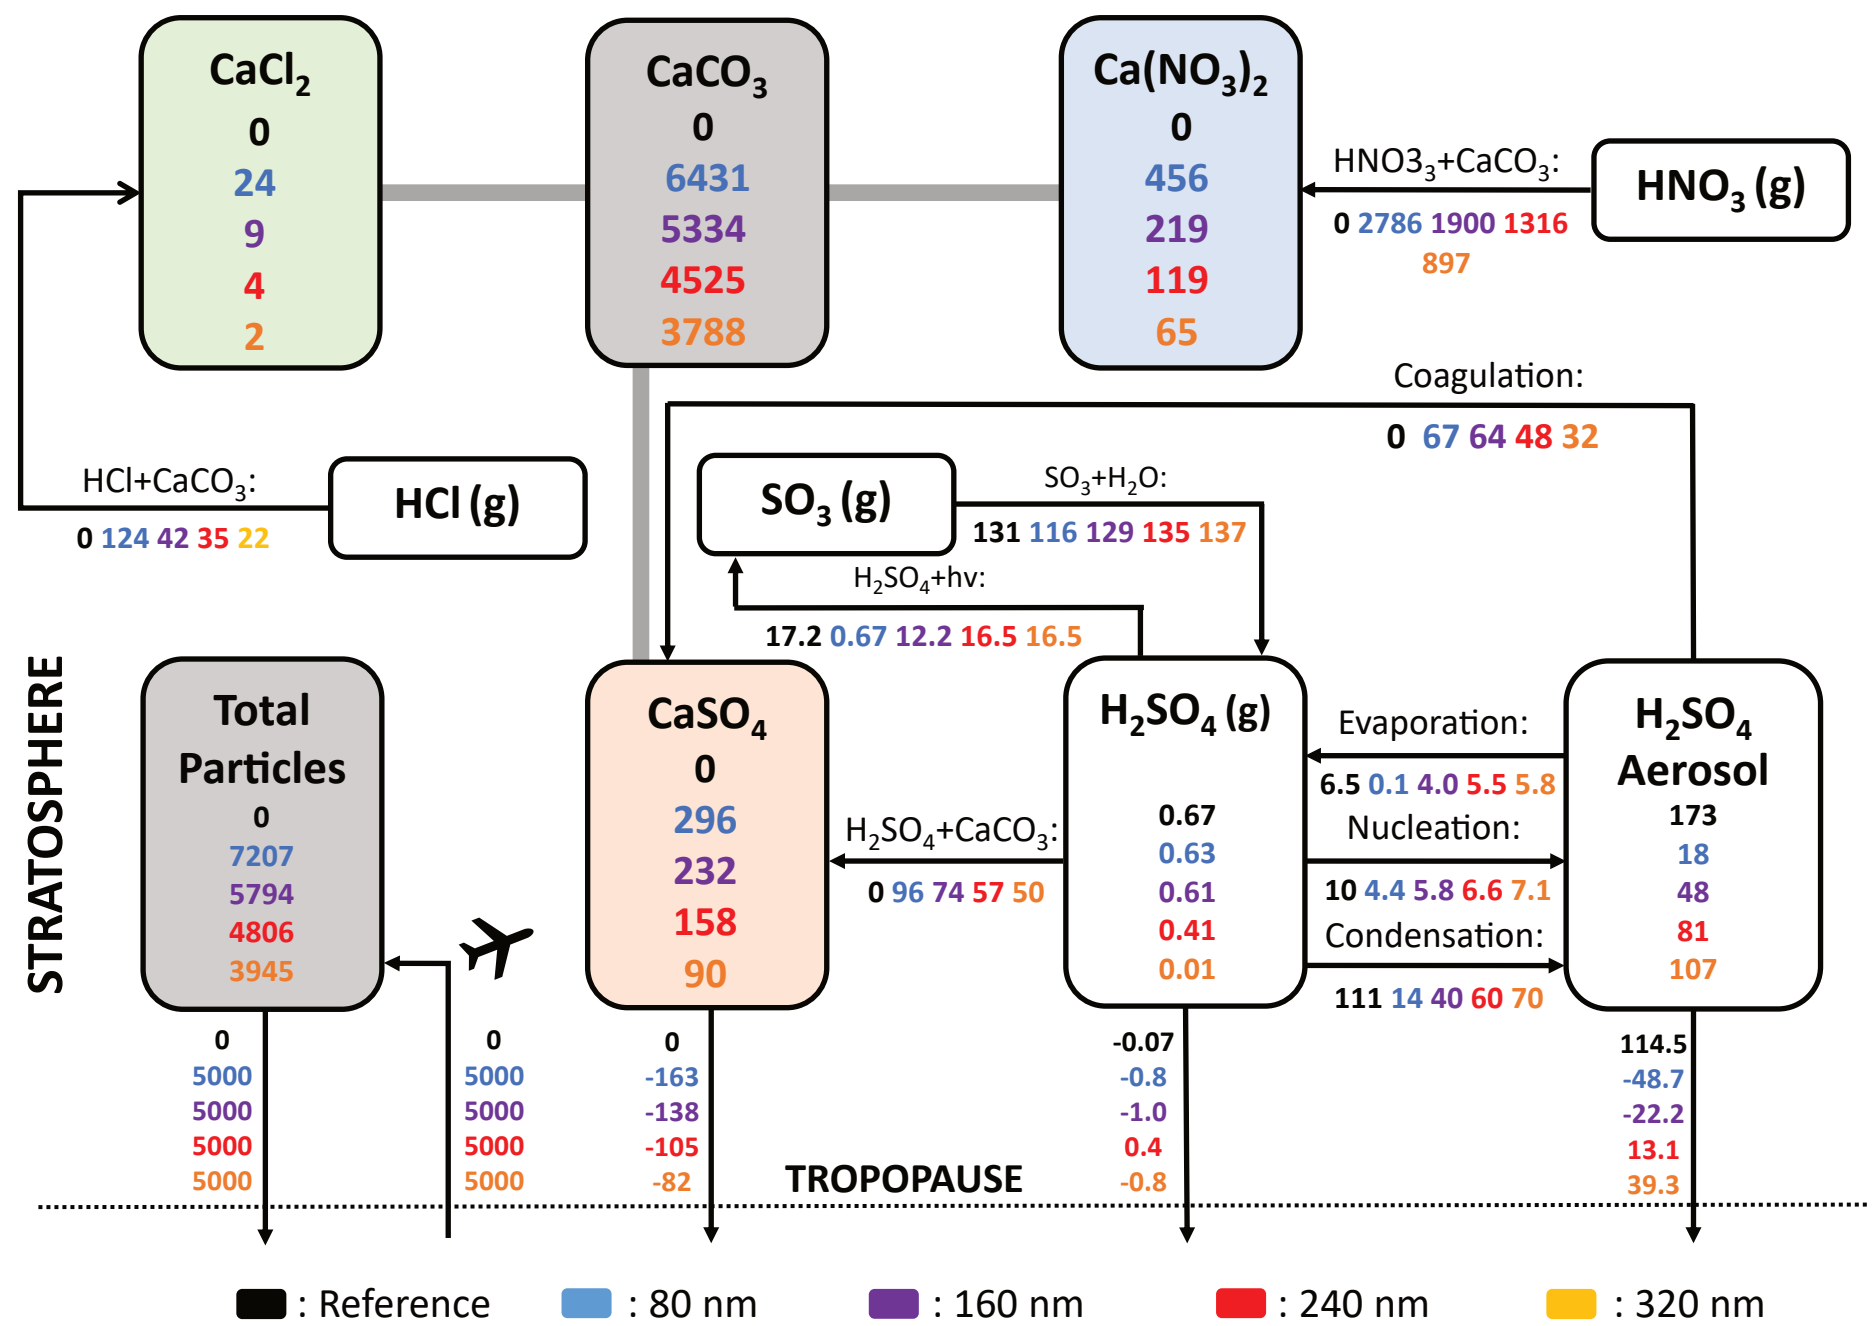 CaCl2
0
24
9
4
2
CaCO3
0
6431
5334
4525
3788
Ca(NO3)2
0
456
219
119
65
HNO33+CaCO3:
0 2786 1900 1316
897
HNO3 (g)
Coagulation:
0 67 64 48 32
HCl+CaCO3:
0 124 42 35 22
HCl (g)
SO3 (g)
SO3+H2O:
131 116 129 135 137
H2SO4+hv:
17.2 0.67 12.2 16.5 16.5
STRATOSPHERE
Total
Particles
0
7207
5794
4806
3945
CaSO4
0
296
232
158
90
H2SO4+CaCO3:
0 96 74 57 50
H2SO4 (g)
0.67
0.63
0.61
0.41
0.01
Evaporation:
6.5 0.1 4.0 5.5 5.8
Nucleation:
10 4.4 5.8 6.6 7.1
Condensation:
111 14 40 60 70
H2SO4
Aerosol
173
18
48
81
107
0
5000
5000
5000
5000
0
5000
5000
5000
5000
0
-163
-138
-105
-82
-0.07
-0.8
-1.0
0.4
-0.8
114.5
-48.7
-22.2
13.1
39.3
TROPOPAUSE
: Reference
: 80 nm
: 160 nm
: 240 nm
: 320 nm